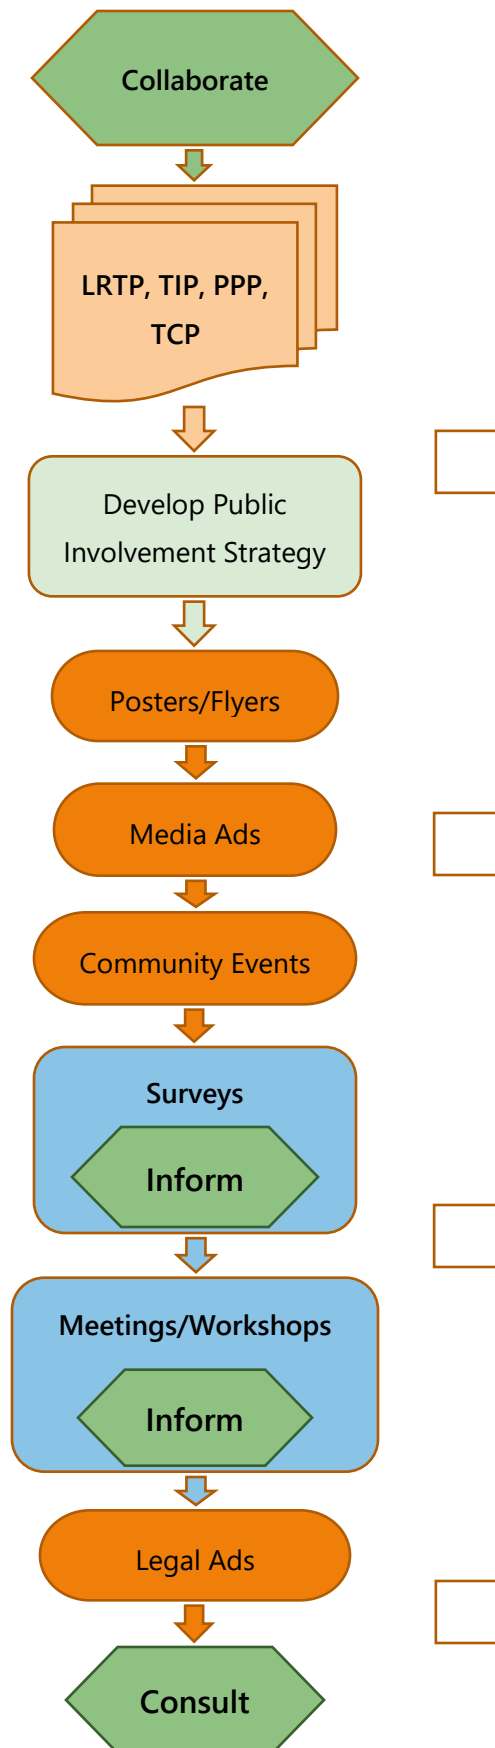 Collaborate
LRTP, TIP, PPP,
TCP
Develop Public
Involvement Strategy
Posters/Flyers
Media Ads
Community Events
Surveys
Inform
Meetings/Workshops
Inform
Legal Ads
Consult